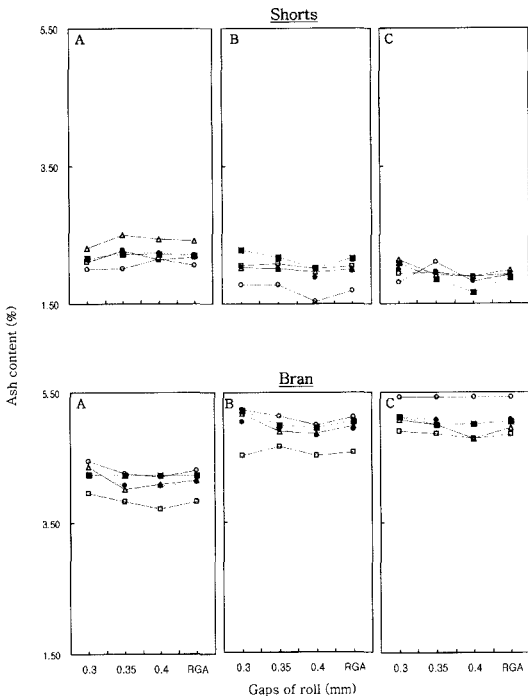 Shorts
5.50
3.50
1.50
A
B
C
Ash content (%)
Bran
5.50
3.50
1.50
A
B
C
0.3 0.35 0.4 RGA 0.3 0.35 0.4 RGA 0.3 0.35 0.4 RGA
Gaps of roll (mm)